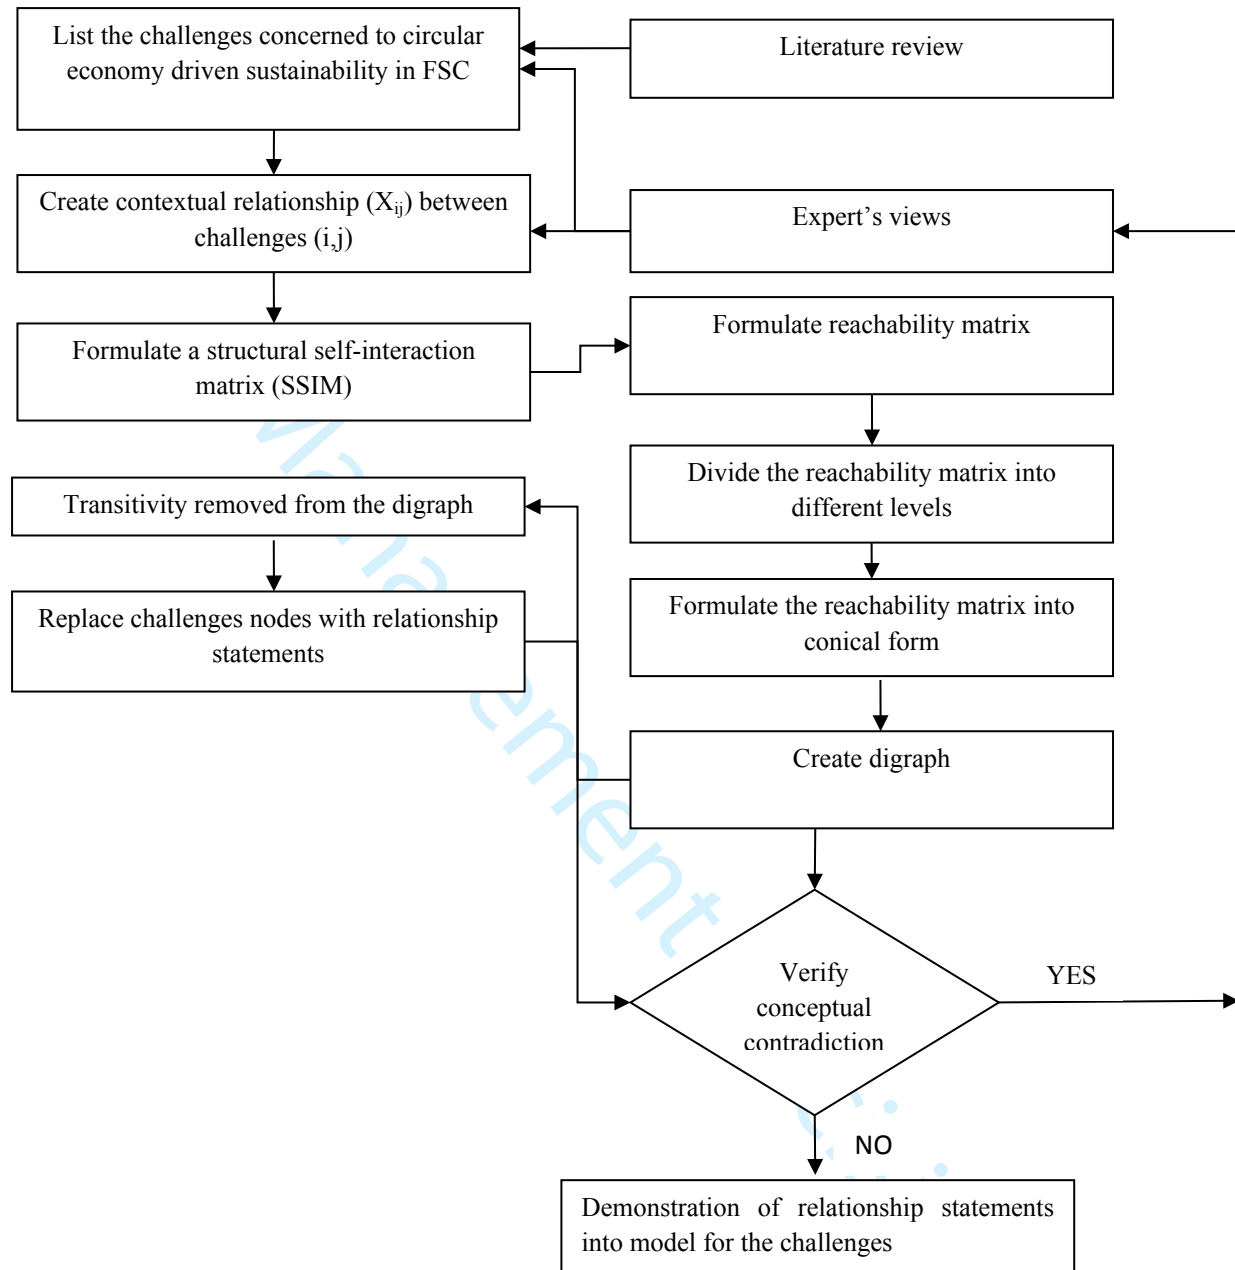 List the challenges concerned to circular
economy driven sustainability in FSC
Literature review
Create contextual relationship (Xij) between
challenges (i,j)
Expert’s views
Formulate a structural self-interaction
matrix (SSIM)
Formulate reachability matrix
Divide the reachability matrix into
different levels
Transitivity removed from the digraph
Formulate the reachability matrix into
conical form
Replace challenges nodes with relationship
statements
Create digraph
Verify
conceptual
contradiction
YES
NO
Demonstration of relationship statements
into model for the challenges